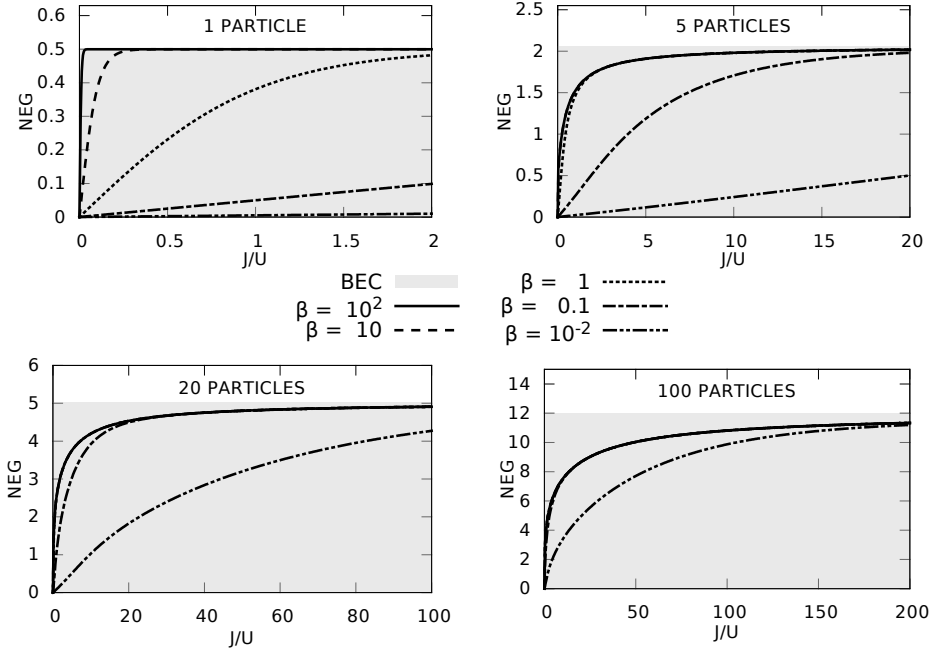 1 PARTICLE
NEG
0.6
0.5
0.4
0.3
0.2
0.1
0
0 0.5 1 1.5 2
J/U
5 PARTICLES
NEG
2.5
2
1.5
1
0.5
0
0 5 10 15 20
J/U
BEC
β = 10²
β = 10
β = 1
β = 0.1
β = 10⁻²
20 PARTICLES
NEG
6
5
4
3
2
1
0
0 20 40 60 80 100
J/U
100 PARTICLES
NEG
14
12
10
8
6
4
2
0
0 50 100 150 200
J/U